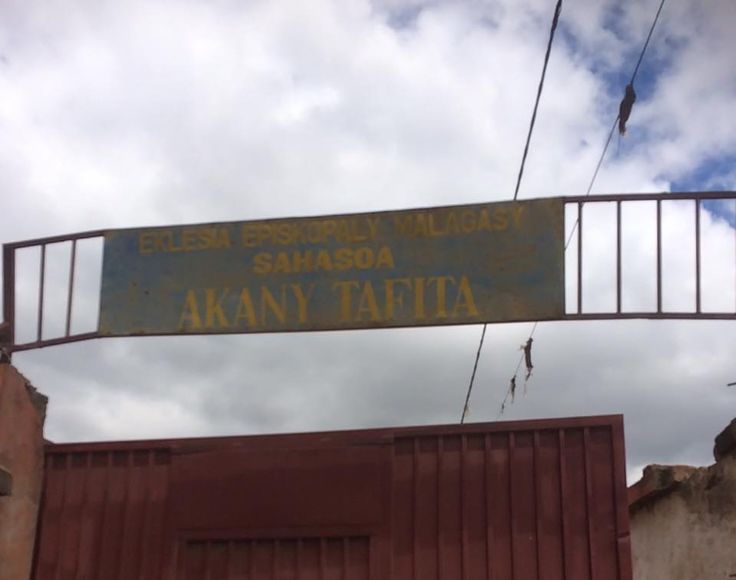 EKLESIA EPISKOPALY MALAGASY
SAHASOA
AKANY TAFITA